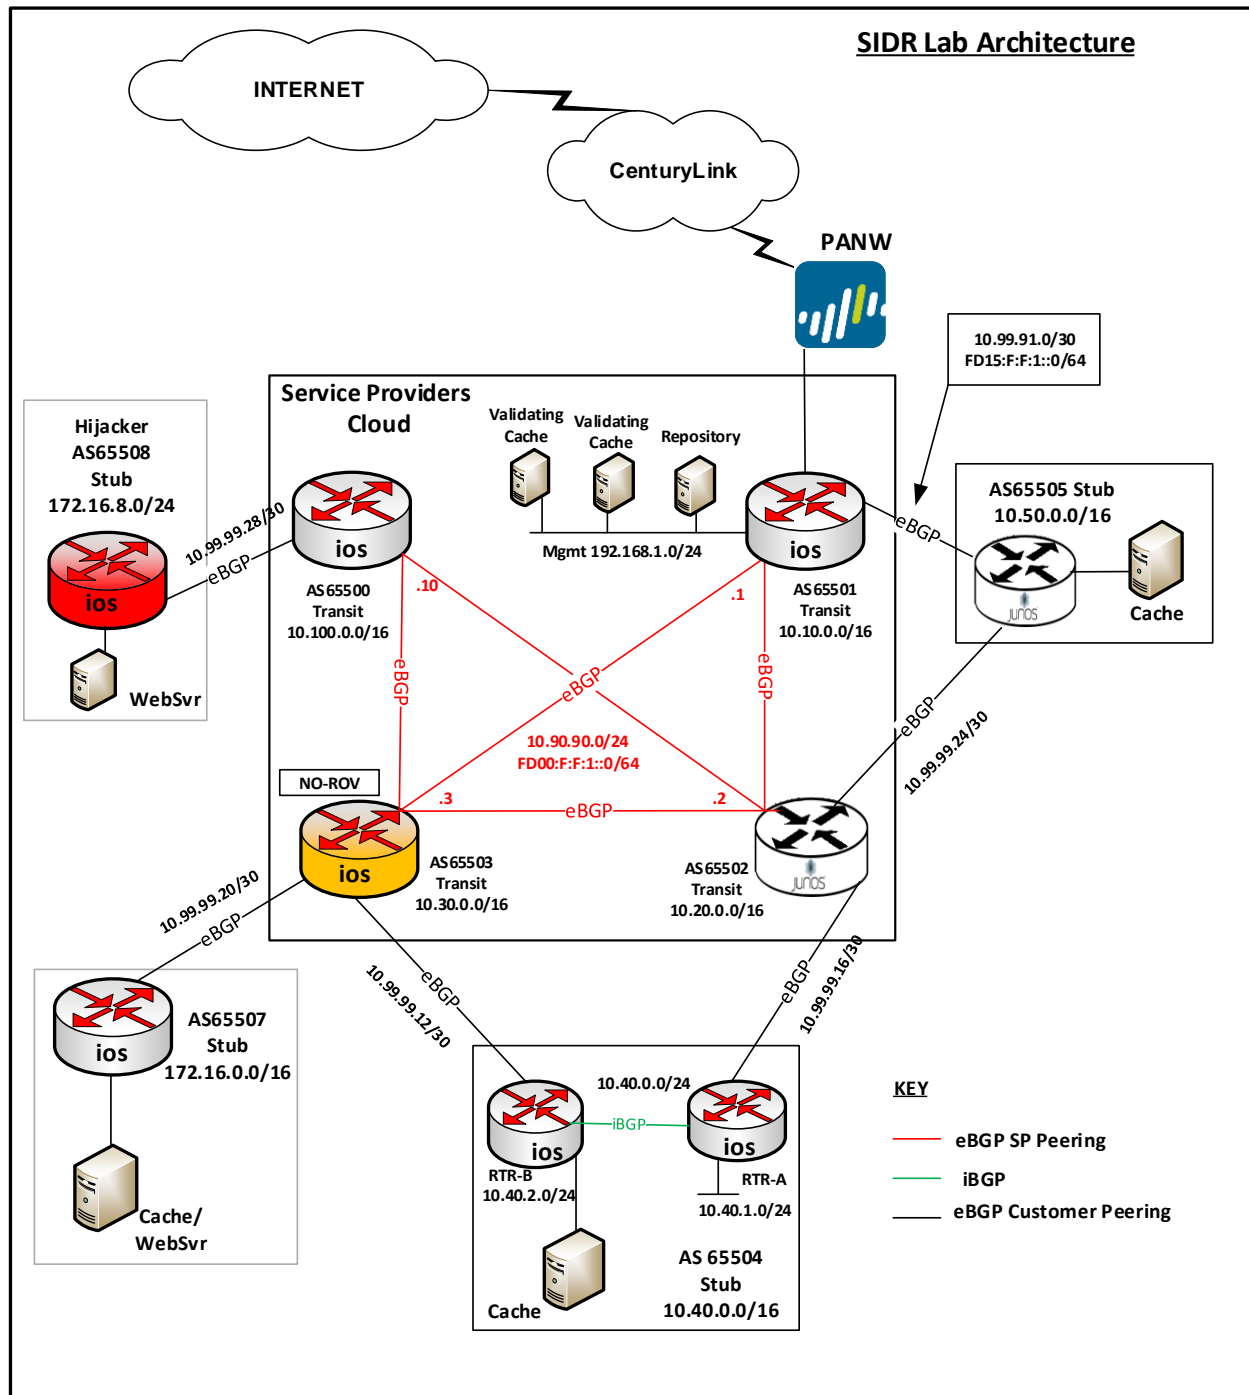 SIDR Lab Architecture
INTERNET
CenturyLink
PANW
10.99.91.0/30
FD15:F:F:1::0/64
Service Providers
Cloud
Validating
Cache
Validating
Cache
Repository
Mgmt 192.168.1.0/24
Hijacker
AS65508
Stub
172.16.8.0/24
ios
WebSvr
10.99.99.28/30
eBGP
ios
AS65500
Transit
10.100.0.0/16
.10
ios
AS65501
Transit
10.10.0.0/16
.1
eBGP
AS65505 Stub
10.50.0.0/16
JUNOS
Cache
eBGP
10.99.99.24/30
eBGP
eBGP
eBGP
10.90.90.0/24
FD00:F:F:1::0/64
NO-ROV
.3
eBGP
.2
ios
AS65503
Transit
10.30.0.0/16
AS65502
Transit
10.20.0.0/16
JUNOS
10.99.99.20/30
eBGP
eBGP
10.99.99.12/30
eBGP
10.99.99.16/30
ios
AS65507
Stub
172.16.0.0/16
Cache/
WebSvr
10.40.0.0/24
ios
iBGP
ios
RTR-B
10.40.2.0/24
RTR-A
10.40.1.0/24
Cache
AS 65504
Stub
10.40.0.0/16
KEY
eBGP SP Peering
iBGP
eBGP Customer Peering